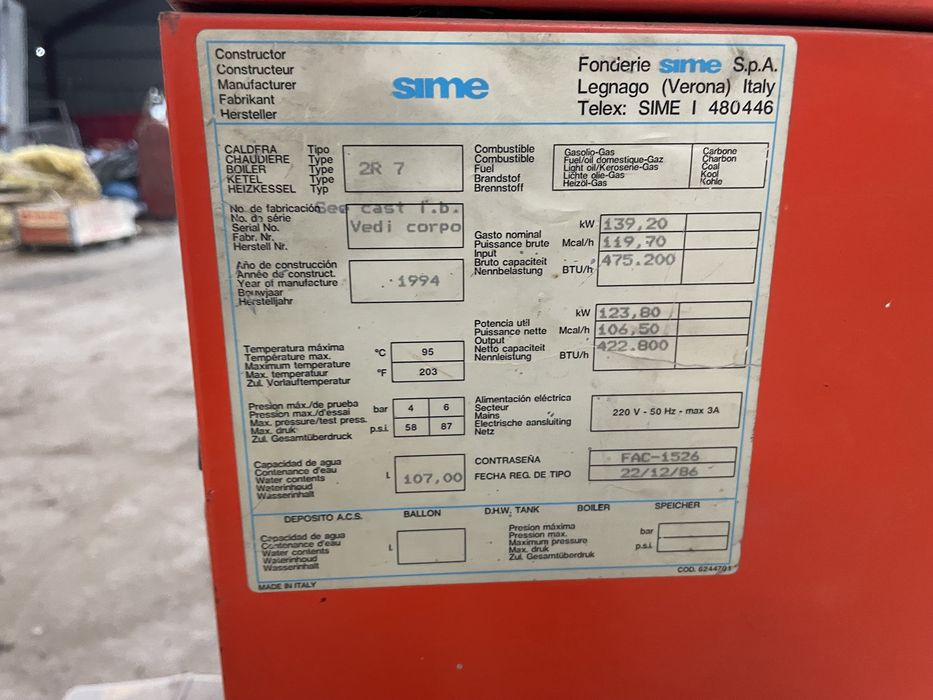 Constructor
Constructeur
Manufacturer
Fabrikant
Hersteller
sime
Fonderie sime S.p.A.
Legnago (Verona) Italy
Telex: SIME I 480446
CALDERA Tipo
CHAUDIERE Type
BOILER Type
KETEL Type
HEIZKESSEL Typ
2R 7
Combustible
Combustible
Fuel
Brandstof
Brennstoff
Gasolio-Gas
Fuel/oil domestique-Gaz
Light oil/Keroserie-Gas
Lichte olie-Gas
Heizöl-Gas
Carbone
Charbon
Coal
Kool
Kohle
No. de fabricación
No. do série
Serial No.
Fabr. Nr.
Herstell Nr.
See cast i.b.
Vedi corpo
Gasto nominal
Puissance brute
Input
Bruto capaciteit
Nennbelastung
kW 139,20
Mcal/h 119,70
BTU/h 475.200
Año de construcción
Année de construct.
Year of manufacture
Bouwjaar
Herstelljahr
1994
Potencia util
Puissance nette
Output
Netto capaciteit
Nennleistung
kW 123,80
Mcal/h 106,50
BTU/h 422.800
Temperatura máxima
Température max.
Maximum temperature
Max. temperatuur
Zul. Vorlauftemperatur
°C 95
°F 203
Presion máx./de prueba
Pression max./d'essai
Max. pressure/test press.
Max. druk
Zul. Gesamtüberdruck
bar 4 6
p.s.i. 58 87
Alimentación eléctrica
Secteur
Mains
Electrische aansluiting
Netz
220 V - 50 Hz - max 3A
Capacidad de agua
Contenance d'eau
Water contents
Waterinhoud
Wasserinhalt
L 107,00
CONTRASEÑA FAC-1526
FECHA REG. DE TIPO 22/12/86
DEPOSITO A.C.S. BALLON D.H.W. TANK BOILER SPEICHER
Capacidad de agua
Contenance d'eau
Water contents
Waterinhoud
Wasserinhalt
L
Presion máxima
Pression max.
Maximum pressure
Max. druk
Zul. Gesamtüberdruck
bar
p.s.i.
MADE IN ITALY
COD. 6244701